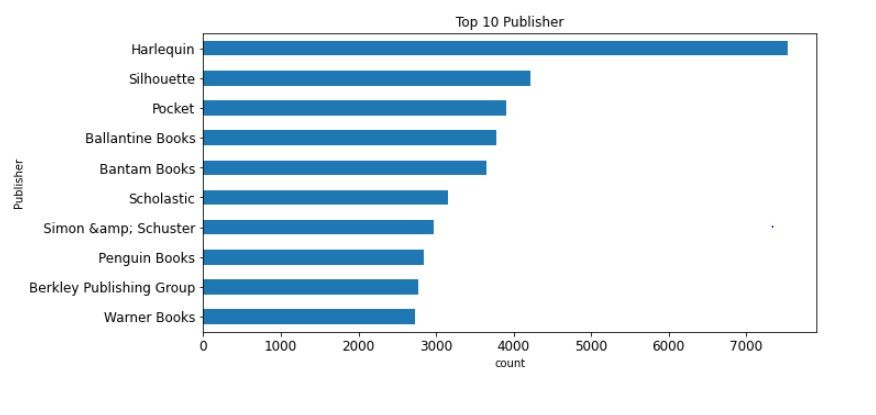 Top 10 Publisher
Publisher
Harlequin
Silhouette
Pocket
Ballantine Books
Bantam Books
Scholastic
Simon &amp; Schuster
Penguin Books
Berkley Publishing Group
Warner Books
0 1000 2000 3000 4000 5000 6000 7000
count